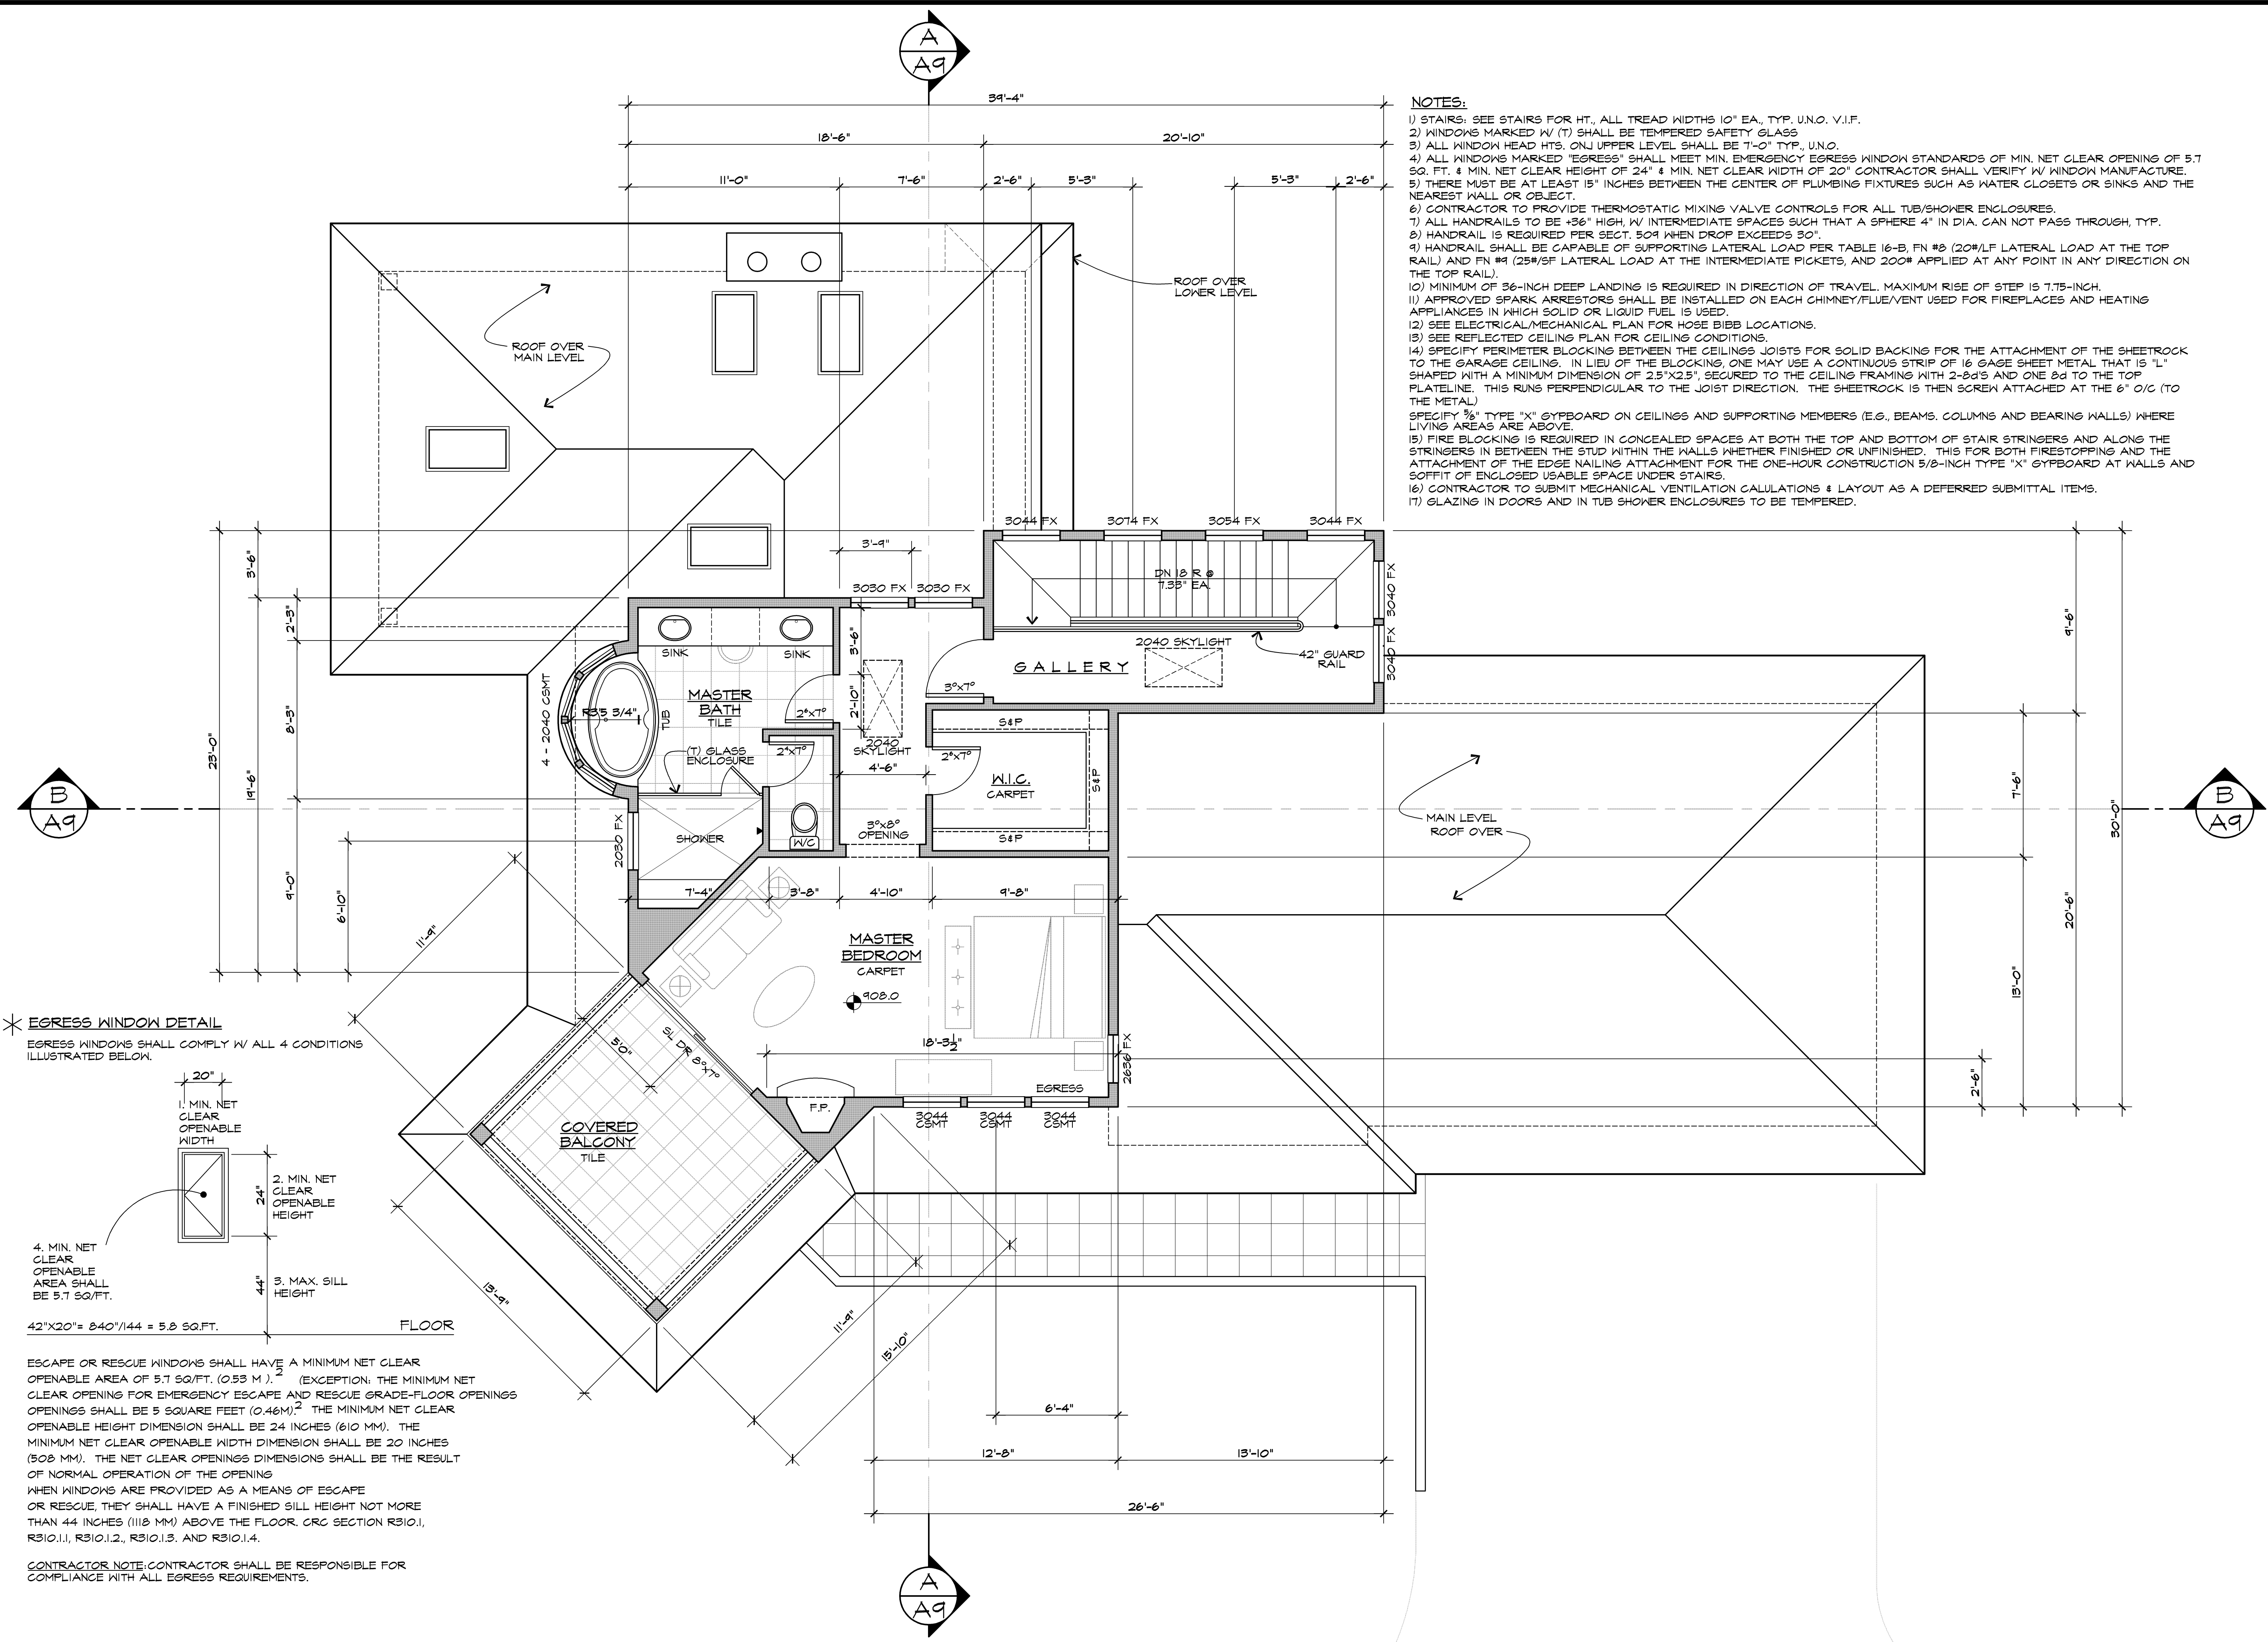 A
A9
39'-4"
18'-6"
20'-10"
11'-0"
7'-6"
2'-6"
5'-3"
5'-3"
2'-6"
NOTES:
1) STAIRS: SEE STAIRS FOR HT., ALL TREAD WIDTHS 10" EA., TYP. U.N.O. V.I.F.
2) WINDOWS MARKED W/ (T) SHALL BE TEMPERED SAFETY GLASS
3) ALL WINDOW HEAD HTS. ONJ UPPER LEVEL SHALL BE 7'-0" TYP., U.N.O.
4) ALL WINDOWS MARKED "EGRESS" SHALL MEET MIN. EMERGENCY EGRESS WINDOW STANDARDS OF MIN. NET CLEAR OPENING OF 5.7
SQ. FT. & MIN. NET CLEAR HEIGHT OF 24" & MIN. NET CLEAR WIDTH OF 20" CONTRACTOR SHALL VERIFY W/ WINDOW MANUFACTURE.
5) THERE MUST BE AT LEAST 15" INCHES BETWEEN THE CENTER OF PLUMBING FIXTURES SUCH AS WATER CLOSETS OR SINKS AND THE
NEAREST WALL OR OBJECT.
6) CONTRACTOR TO PROVIDE THERMOSTATIC MIXING VALVE CONTROLS FOR ALL TUB/SHOWER ENCLOSURES.
7) ALL HANDRAILS TO BE +36" HIGH, W/ INTERMEDIATE SPACES SUCH THAT A SPHERE 4" IN DIA. CAN NOT PASS THROUGH, TYP.
8) HANDRAIL IS REQUIRED PER SECT. 509 WHEN DROP EXCEEDS 30".
9) HANDRAIL SHALL BE CAPABLE OF SUPPORTING LATERAL LOAD PER TABLE 16-B, FN #8 (20#/LF LATERAL LOAD AT THE TOP
RAIL) AND FN #9 (25#/SF LATERAL LOAD AT THE INTERMEDIATE PICKETS, AND 200# APPLIED AT ANY POINT IN ANY DIRECTION ON
THE TOP RAIL).
10) MINIMUM OF 36-INCH DEEP LANDING IS REQUIRED IN DIRECTION OF TRAVEL. MAXIMUM RISE OF STEP IS 7.75-INCH.
11) APPROVED SPARK ARRESTORS SHALL BE INSTALLED ON EACH CHIMNEY/FLUE/VENT USED FOR FIREPLACES AND HEATING
APPLIANCES IN WHICH SOLID OR LIQUID FUEL IS USED.
12) SEE ELECTRICAL/MECHANICAL PLAN FOR HOSE BIBB LOCATIONS.
13) SEE REFLECTED CEILING PLAN FOR CEILING CONDITIONS.
14) SPECIFY PERIMETER BLOCKING BETWEEN THE CEILINGS JOISTS FOR SOLID BACKING FOR THE ATTACHMENT OF THE SHEETROCK
TO THE GARAGE CEILING. IN LIEU OF THE BLOCKING, ONE MAY USE A CONTINUOUS STRIP OF 16 GAGE SHEET METAL THAT IS "L"
SHAPED WITH A MINIMUM DIMENSION OF 2.5"X2.5", SECURED TO THE CEILING FRAMING WITH 2-8d'S AND ONE 8d TO THE TOP
PLATELINE. THIS RUNS PERPENDICULAR TO THE JOIST DIRECTION. THE SHEETROCK IS THEN SCREW ATTACHED AT THE 6" O/C (TO
THE METAL)
SPECIFY 5/8" TYPE "X" GYPBOARD ON CEILINGS AND SUPPORTING MEMBERS (E.G., BEAMS. COLUMNS AND BEARING WALLS) WHERE
LIVING AREAS ARE ABOVE.
15) FIRE BLOCKING IS REQUIRED IN CONCEALED SPACES AT BOTH THE TOP AND BOTTOM OF STAIR STRINGERS AND ALONG THE
STRINGERS IN BETWEEN THE STUD WITHIN THE WALLS WHETHER FINISHED OR UNFINISHED. THIS FOR BOTH FIRESTOPPING AND THE
ATTACHMENT OF THE EDGE NAILING ATTACHMENT FOR THE ONE-HOUR CONSTRUCTION 5/8-INCH TYPE "X" GYPBOARD AT WALLS AND
SOFFIT OF ENCLOSED USABLE SPACE UNDER STAIRS.
16) CONTRACTOR TO SUBMIT MECHANICAL VENTILATION CALULATIONS & LAYOUT AS A DEFERRED SUBMITTAL ITEMS.
17) GLAZING IN DOORS AND IN TUB SHOWER ENCLOSURES TO BE TEMPERED.
ROOF OVER
LOWER LEVEL
ROOF OVER
MAIN LEVEL
3044 FX
3074 FX
3054 FX
3044 FX
3'-9"
3030 FX
3030 FX
DN 18 R @
7.33" EA.
3040 FX
3040 FX
3'-6"
2'-3"
8'-3"
23'-0"
19'-6"
9'-0"
6'-10"
11'-9"
9'-6"
7'-6"
30'-0"
20'-6"
13'-0"
2'-6"
SINK
SINK
3'-6"
2'-10"
2040 SKYLIGHT
42" GUARD
RAIL
GALLERY
4 - 2040 CSMT
R3'5 3/4"
TUB
MASTER
BATH
TILE
2⁸x7⁰
3⁰x7⁰
2⁴x7⁰
(T) GLASS
ENCLOSURE
2040
SKYLIGHT
4'-6"
2⁸x7⁰
S&P
S&P
S&P
W.I.C.
CARPET
2030 FX
SHOWER
W/C
3⁰x8⁰
OPENING
MAIN LEVEL
ROOF OVER
B
A9
B
A9
7'-4"
3'-8"
4'-10"
9'-8"
MASTER
BEDROOM
CARPET
908.0
18'-3½"
5'0"
SL DR 8⁰x7⁰
2636 FX
EGRESS
F.P.
3044
CSMT
3044
CSMT
3044
CSMT
COVERED
BALCONY
TILE
13'-9"
11'-9"
15'-10"
6'-4"
12'-8"
13'-10"
26'-6"
EGRESS WINDOW DETAIL
EGRESS WINDOWS SHALL COMPLY W/ ALL 4 CONDITIONS
ILLUSTRATED BELOW.
20"
1. MIN. NET
CLEAR
OPENABLE
WIDTH
24"
2. MIN. NET
CLEAR
OPENABLE
HEIGHT
4. MIN. NET
CLEAR
OPENABLE
AREA SHALL
BE 5.7 SQ/FT.
44"
3. MAX. SILL
HEIGHT
42"X20"= 840"/144 = 5.8 SQ.FT.
FLOOR
ESCAPE OR RESCUE WINDOWS SHALL HAVE A MINIMUM NET CLEAR
OPENABLE AREA OF 5.7 SQ/FT. (0.53 M ).² (EXCEPTION: THE MINIMUM NET
CLEAR OPENING FOR EMERGENCY ESCAPE AND RESCUE GRADE-FLOOR OPENINGS
OPENINGS SHALL BE 5 SQUARE FEET (0.46M).² THE MINIMUM NET CLEAR
OPENABLE HEIGHT DIMENSION SHALL BE 24 INCHES (610 MM). THE
MINIMUM NET CLEAR OPENABLE WIDTH DIMENSION SHALL BE 20 INCHES
(508 MM). THE NET CLEAR OPENINGS DIMENSIONS SHALL BE THE RESULT
OF NORMAL OPERATION OF THE OPENING
WHEN WINDOWS ARE PROVIDED AS A MEANS OF ESCAPE
OR RESCUE, THEY SHALL HAVE A FINISHED SILL HEIGHT NOT MORE
THAN 44 INCHES (1118 MM) ABOVE THE FLOOR. CRC SECTION R310.1,
R310.1.1, R310.1.2., R310.1.3. AND R310.1.4.
CONTRACTOR NOTE:CONTRACTOR SHALL BE RESPONSIBLE FOR
COMPLIANCE WITH ALL EGRESS REQUIREMENTS.
A
A9